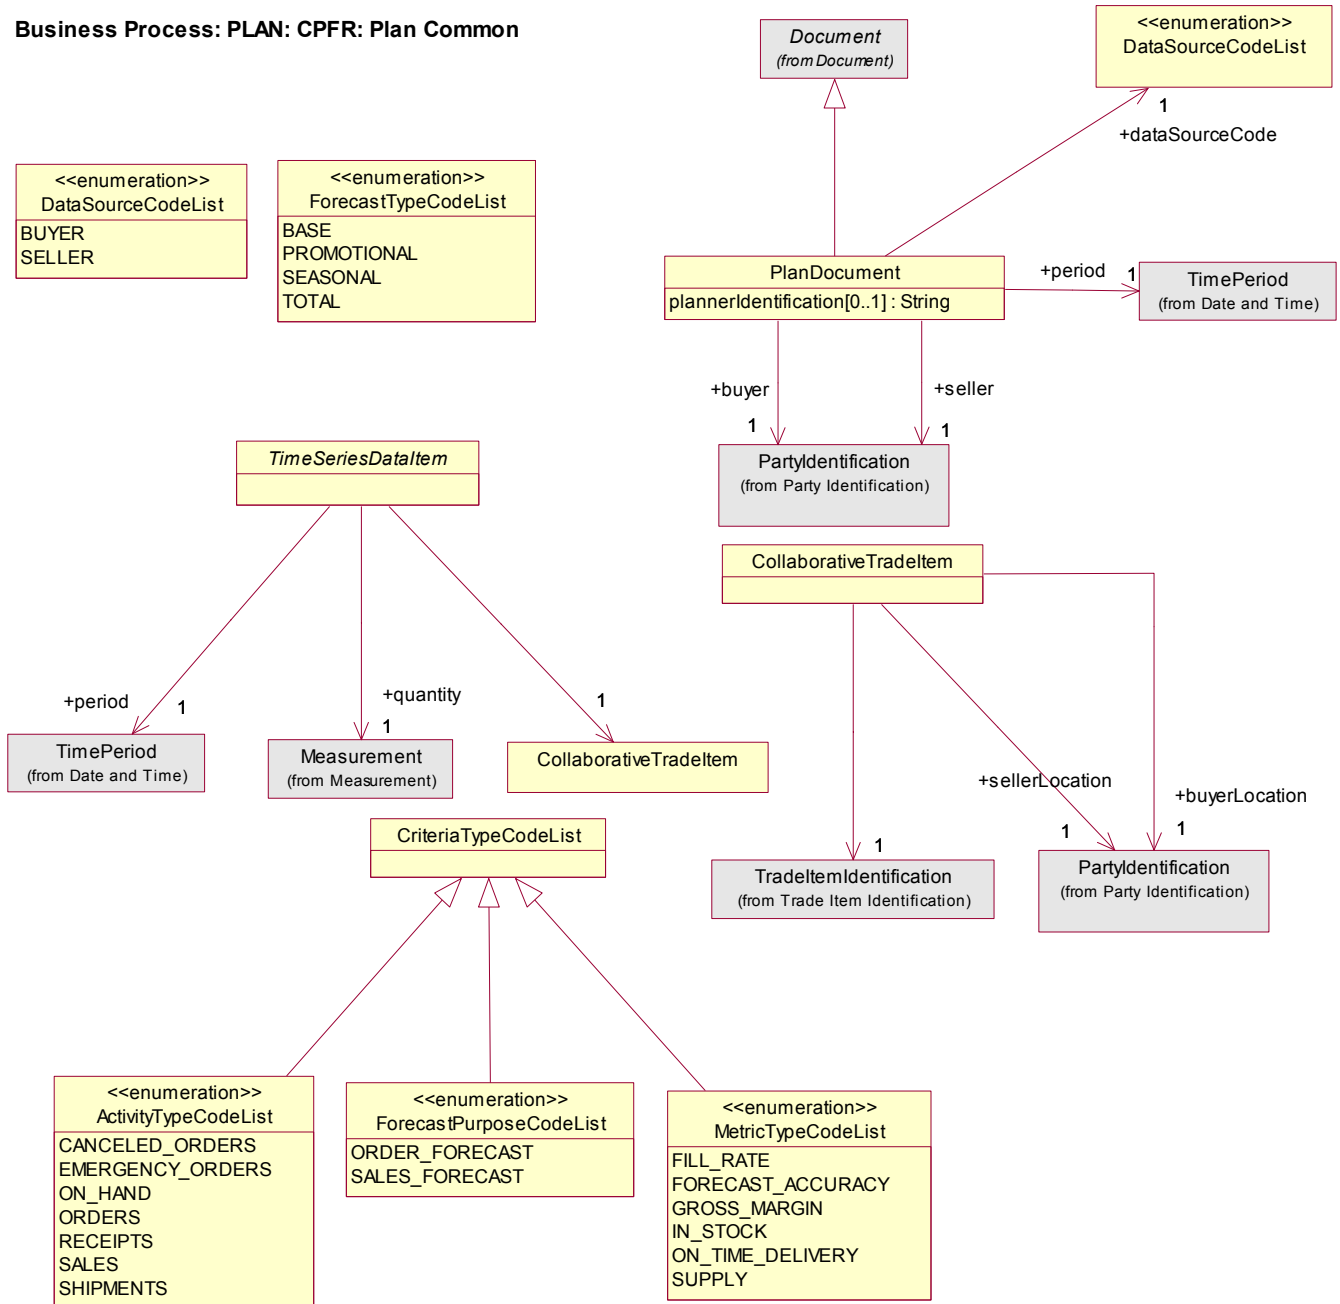 Business Process: PLAN: CPFR: Plan Common
Document
(from Document)
<<enumeration>>
DataSourceCodeList
1
+dataSourceCode
<<enumeration>>
DataSourceCodeList
BUYER
SELLER
<<enumeration>>
ForecastTypeCodeList
BASE
PROMOTIONAL
SEASONAL
TOTAL
PlanDocument
plannerIdentification[0..1] : String
+period
1
TimePeriod
(from Date and Time)
+buyer
1
+seller
1
PartyIdentification
(from Party Identification)
TimeSeriesDataItem
+period
1
+quantity
1
1
TimePeriod
(from Date and Time)
Measurement
(from Measurement)
CollaborativeTradeItem
CollaborativeTradeItem
+sellerLocation
+buyerLocation
1
1
1
TradeItemIdentification
(from Trade Item Identification)
PartyIdentification
(from Party Identification)
CriteriaTypeCodeList
<<enumeration>>
ActivityTypeCodeList
CANCELED_ORDERS
EMERGENCY_ORDERS
ON_HAND
ORDERS
RECEIPTS
SALES
SHIPMENTS
<<enumeration>>
ForecastPurposeCodeList
ORDER_FORECAST
SALES_FORECAST
<<enumeration>>
MetricTypeCodeList
FILL_RATE
FORECAST_ACCURACY
GROSS_MARGIN
IN_STOCK
ON_TIME_DELIVERY
SUPPLY